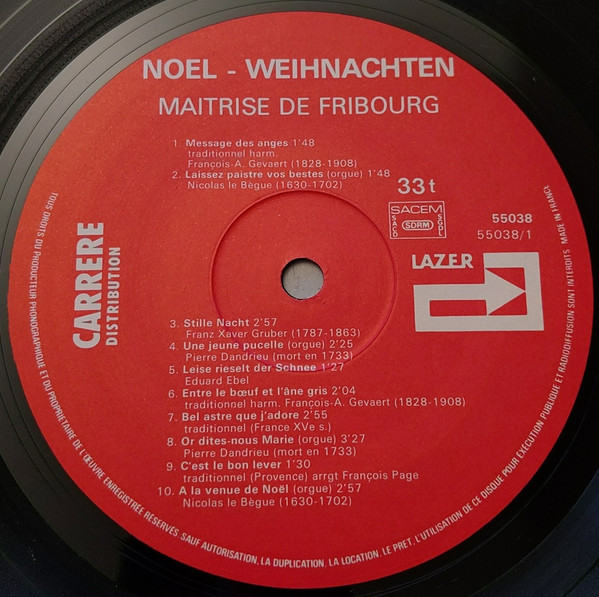 NOEL - WEIHNACHTEN
MAITRISE DE FRIBOURG
1. Message des anges 1'48
traditionnel harm.
François-A. Gevaert (1828-1908)
2. Laissez paistre vos bestes (orgue) 1'48
Nicolas le Bègue (1630-1702)
33 t
SACEM
SACD
SDRM
SGDL
55038
55038/1
LAZER
CARRERE
DISTRIBUTION
3. Stille Nacht 2'57
Franz Xaver Gruber (1787-1863)
4. Une jeune pucelle (orgue) 2'25
Pierre Dandrieu (mort en 1733)
5. Leise rieselt der Schnee 1'27
Eduard Ebel
6. Entre le bœuf et l'âne gris 2'04
traditionnel harm. François-A. Gevaert (1828-1908)
7. Bel astre que j'adore 2'55
traditionnel (France XVe s.)
8. Or dites-nous Marie (orgue) 3'27
Pierre Dandrieu (mort en 1733)
9. C'est le bon lever 1'30
traditionnel (Provence) arrgt François Page
10. A la venue de Noël (orgue) 2'57
Nicolas le Bègue (1630-1702)
TOUS DROITS DU PRODUCTEUR PHONOGRAPHIQUE ET DU PROPRIETAIRE DE L'ŒUVRE ENREGISTREE RESERVES. SAUF AUTORISATION, LA DUPLICATION, LA LOCATION, LE PRET, L'UTILISATION DE CE DISQUE POUR EXECUTION PUBLIQUE ET RADIODIFFUSION SONT INTERDITS. MADE IN FRANCE